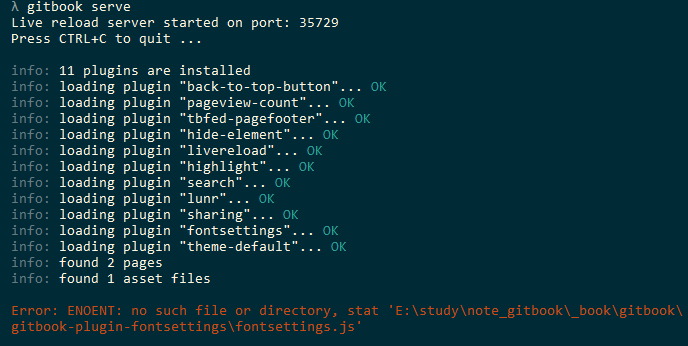 λ gitbook serve
Live reload server started on port: 35729
Press CTRL+C to quit ...
info: 11 plugins are installed
info: loading plugin "back-to-top-button"... OK
info: loading plugin "pageview-count"... OK
info: loading plugin "tbfed-pagefooter"... OK
info: loading plugin "hide-element"... OK
info: loading plugin "livereload"... OK
info: loading plugin "highlight"... OK
info: loading plugin "search"... OK
info: loading plugin "lunr"... OK
info: loading plugin "sharing"... OK
info: loading plugin "fontsettings"... OK
info: loading plugin "theme-default"... OK
info: found 2 pages
info: found 1 asset files
Error: ENOENT: no such file or directory, stat 'E:\study\note_gitbook\_book\gitbook\
gitbook-plugin-fontsettings\fontsettings.js'